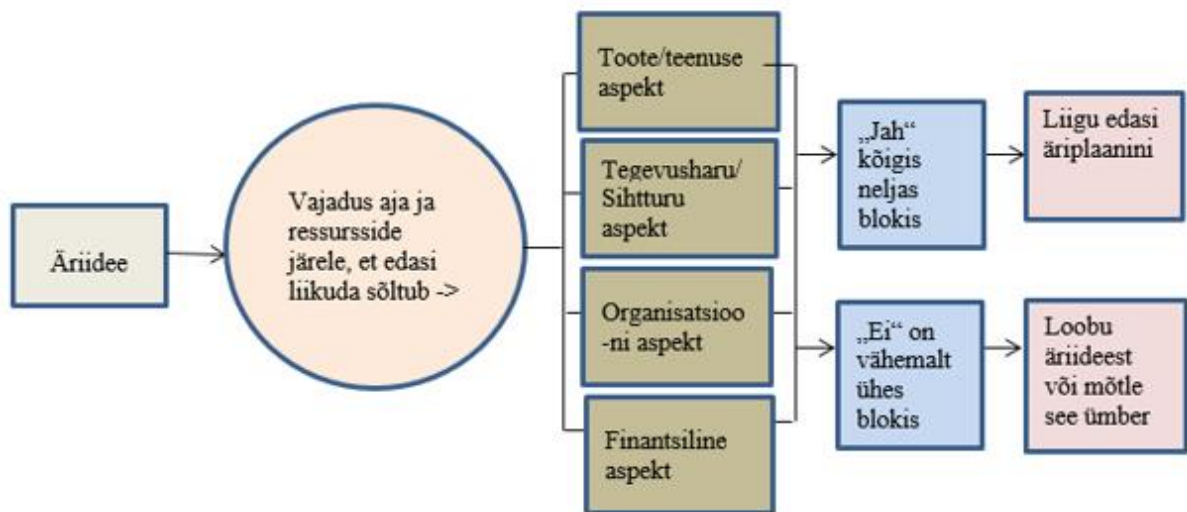 Äriidee
Vajadus aja ja
ressursside
järele, et edasi
liikuda sõltub ->
Toote/teenuse
aspekt
Tegevusharu/
Sihtturu
aspekt
Organisatsioo
-ni aspekt
Finantsiline
aspekt
„Jah“
kõigis
neljas
blokis
Liigu edasi
äriplaanini
„Ei“ on
vähemalt
ühes
blokis
Loobu
äriideest
või mõtle
see ümber